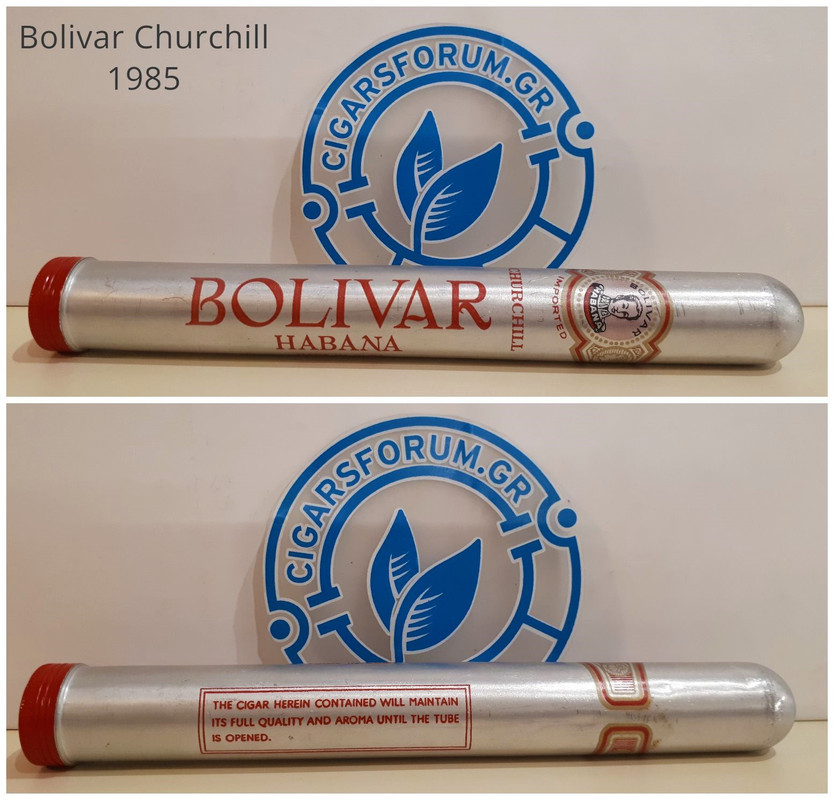 Bolivar Churchill
1985
CIGARSFORUM.GR
BOLIVAR
HABANA
CHURCHILL
IMPORTED
HABANA
BOLIVAR
CIGARSFORUM.GR
THE CIGAR HEREIN CONTAINED WILL MAINTAIN
ITS FULL QUALITY AND AROMA UNTIL THE TUBE
IS OPENED.